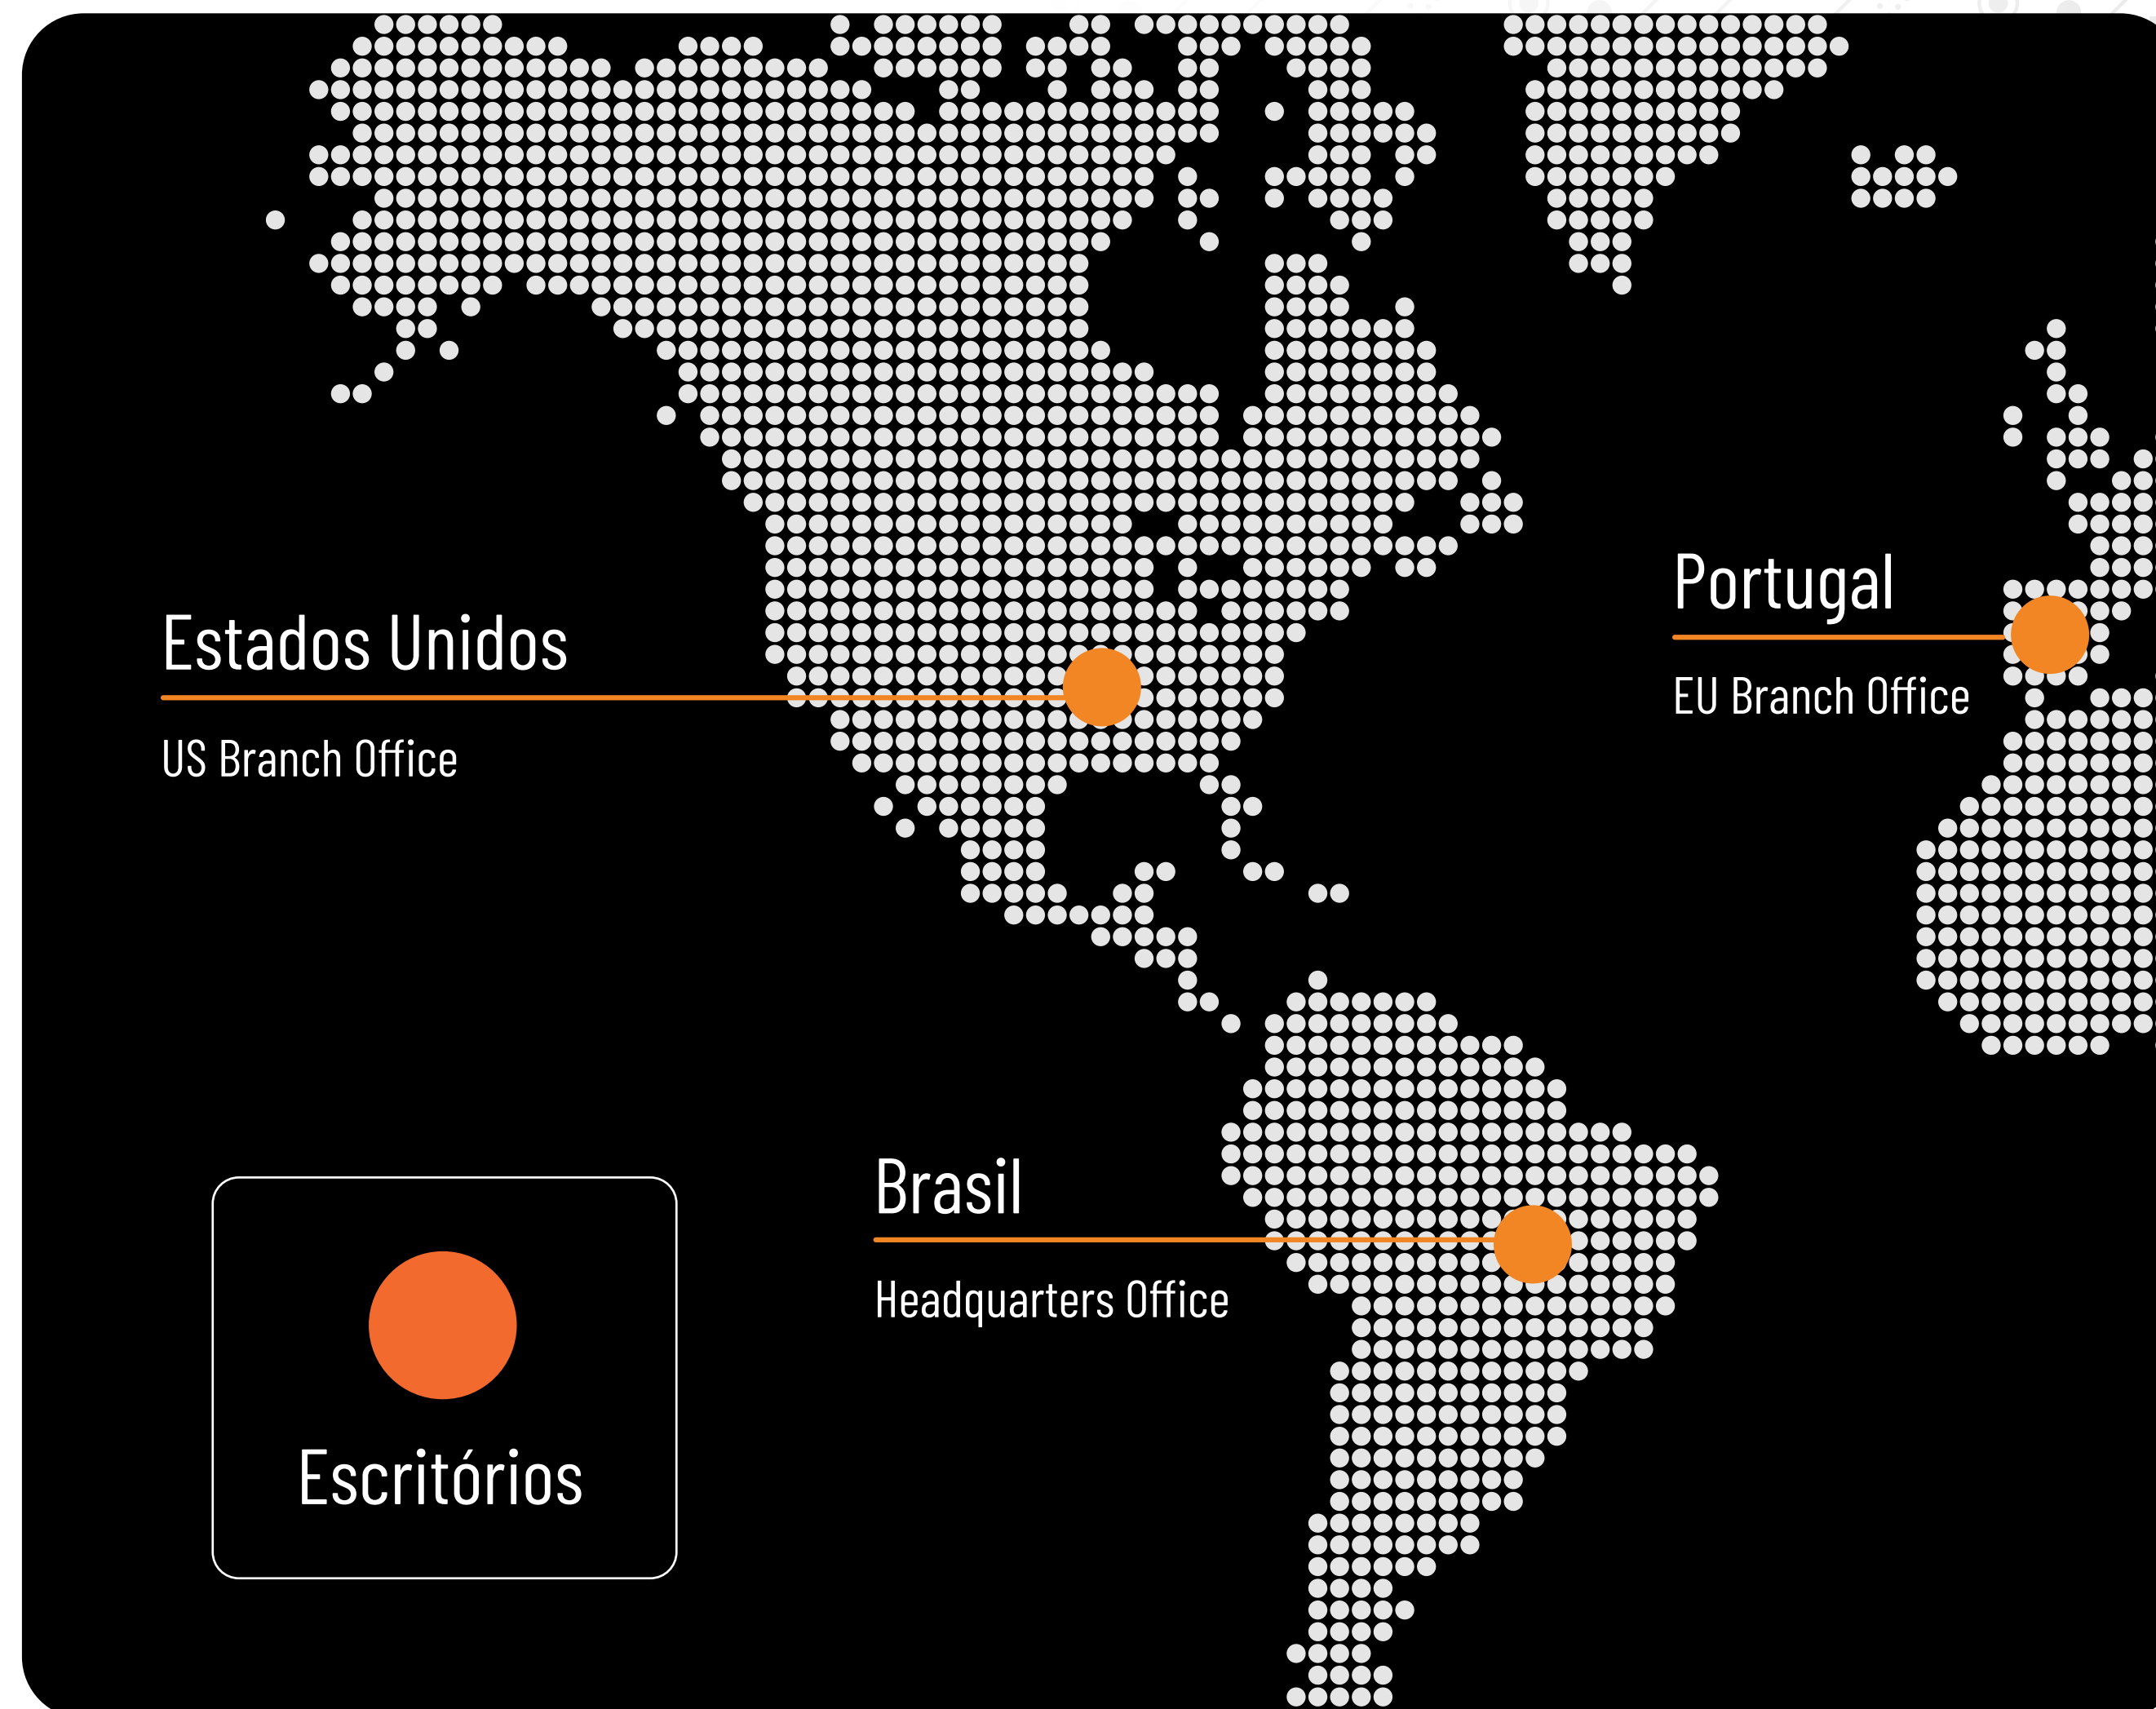 Portugal
EU Branch Office
Estados Unidos
US Branch Office
Brasil
Headquarters Office
Escritórios